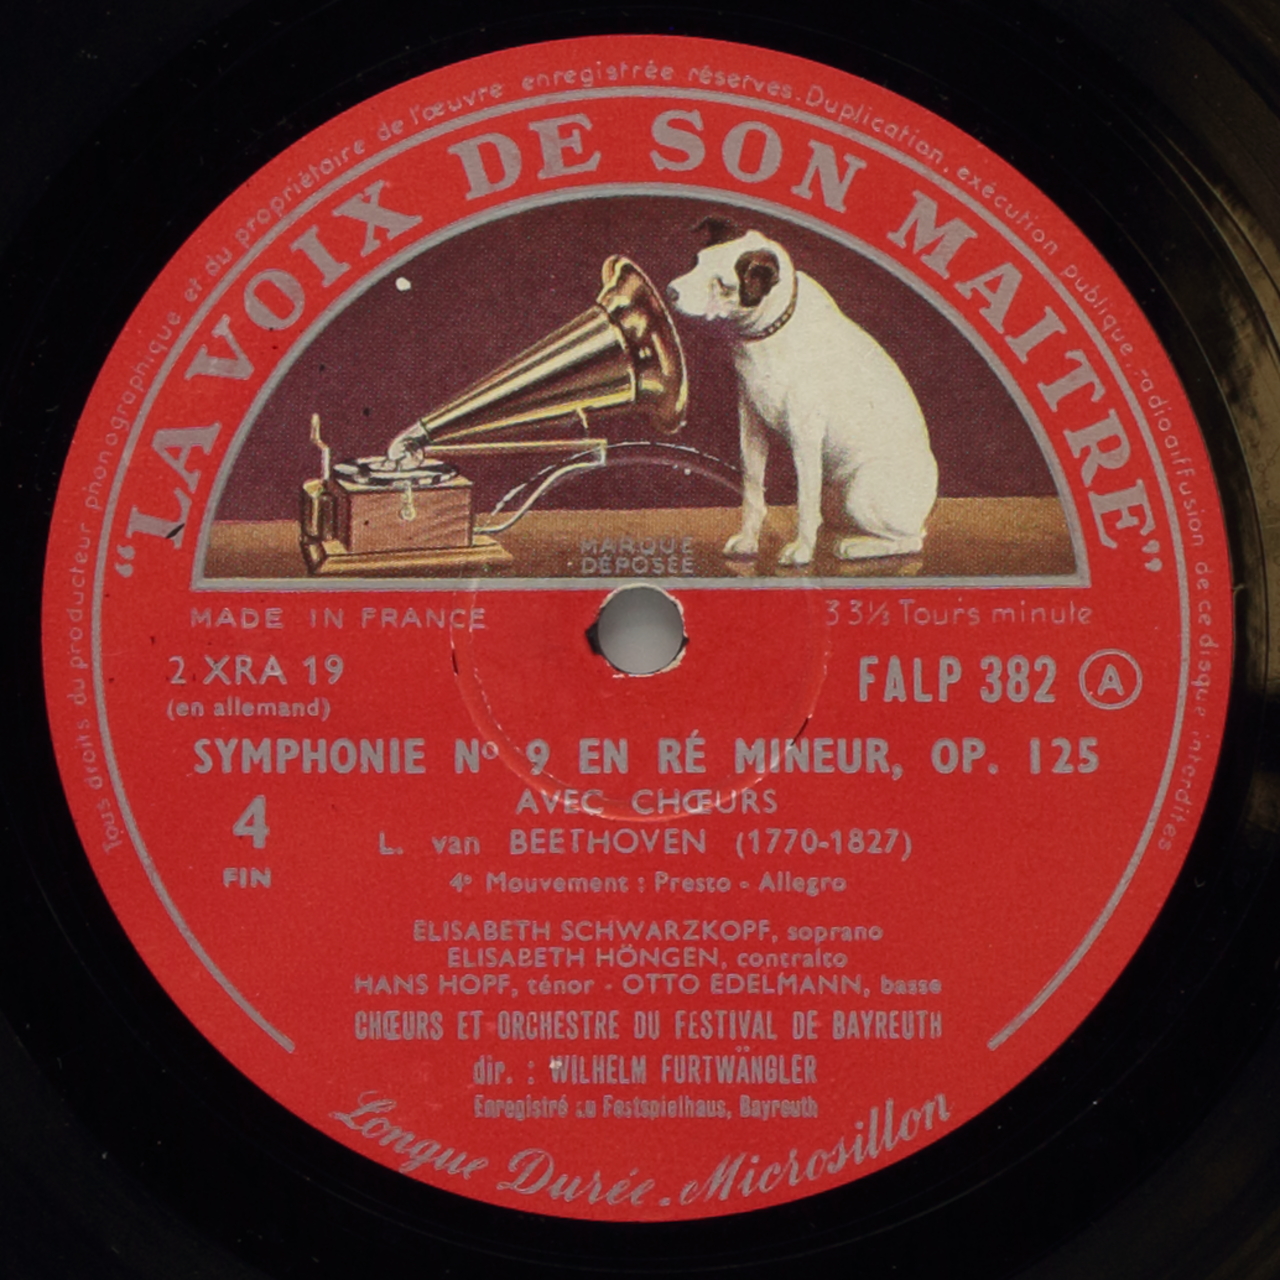 Tous droits du producteur phonographique et du propriétaire de l'œuvre enregistrée réservés. Duplication, exécution publique, radiodiffusion de ce disque interdites
“LA VOIX DE SON MAITRE”
MARQUE
DÉPOSÉE
MADE IN FRANCE 33⅓ Tours minute
2 XRA 19 FALP 382 A
(en allemand)
SYMPHONIE Nº 9 EN RÉ MINEUR, OP. 125
4 AVEC CHŒURS
L. van BEETHOVEN (1770-1827)
FIN 4e Mouvement : Presto - Allegro
ELISABETH SCHWARZKOPF, soprano
ELISABETH HÖNGEN, contralto
HANS HOPF, ténor - OTTO EDELMANN, basse
CHŒURS ET ORCHESTRE DU FESTIVAL DE BAYREUTH
dir. : WILHELM FURTWÄNGLER
Enregistré au Festspielhaus, Bayreuth
Longue Durée - Microsillon